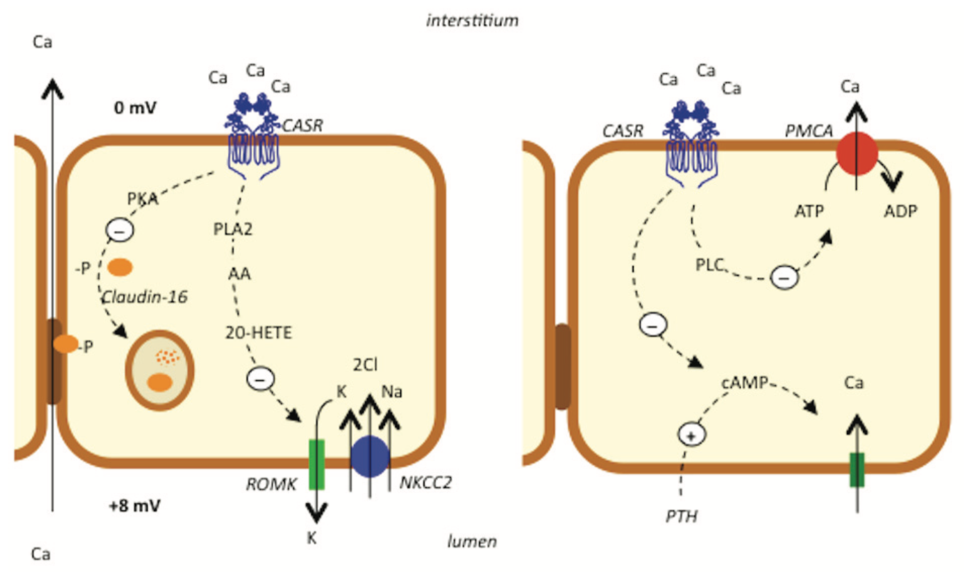 interstitium
Ca
0 mV
Ca
Ca
Ca
CASR
PKA
–
-P
Claudin-16
-P
PLA2
AA
20-HETE
–
2Cl
K
Na
ROMK
NKCC2
K
+8 mV
Ca
lumen
Ca
Ca
Ca
CASR
PMCA
Ca
ATP
ADP
PLC
–
–
cAMP
Ca
+
PTH